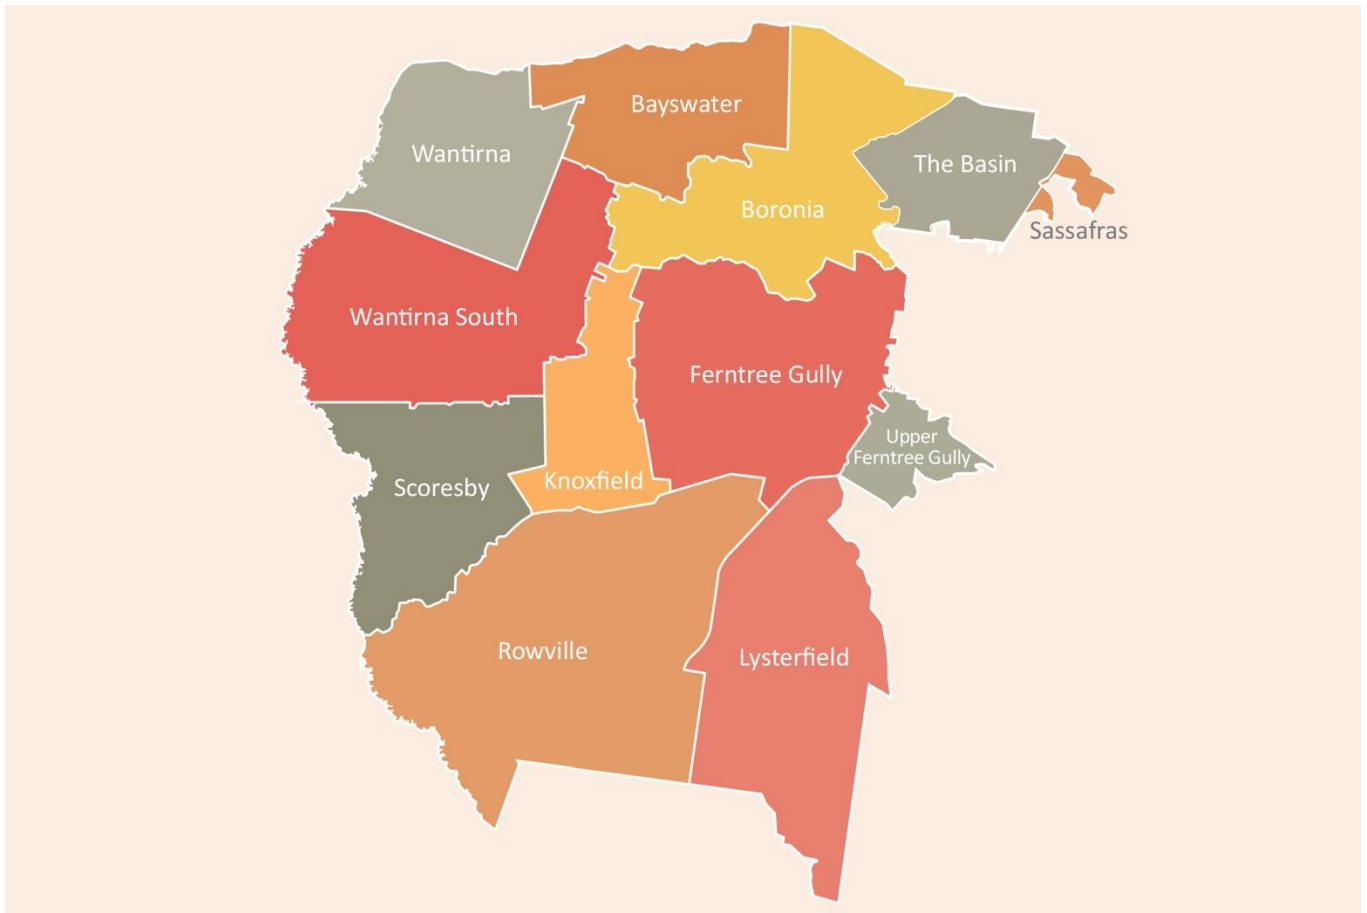 Bayswater
Wantirna
The Basin
Boronia
Sassafras
Wantirna South
Ferntree Gully
Upper
Ferntree Gully
Knoxfield
Scoresby
Rowville
Lysterfield